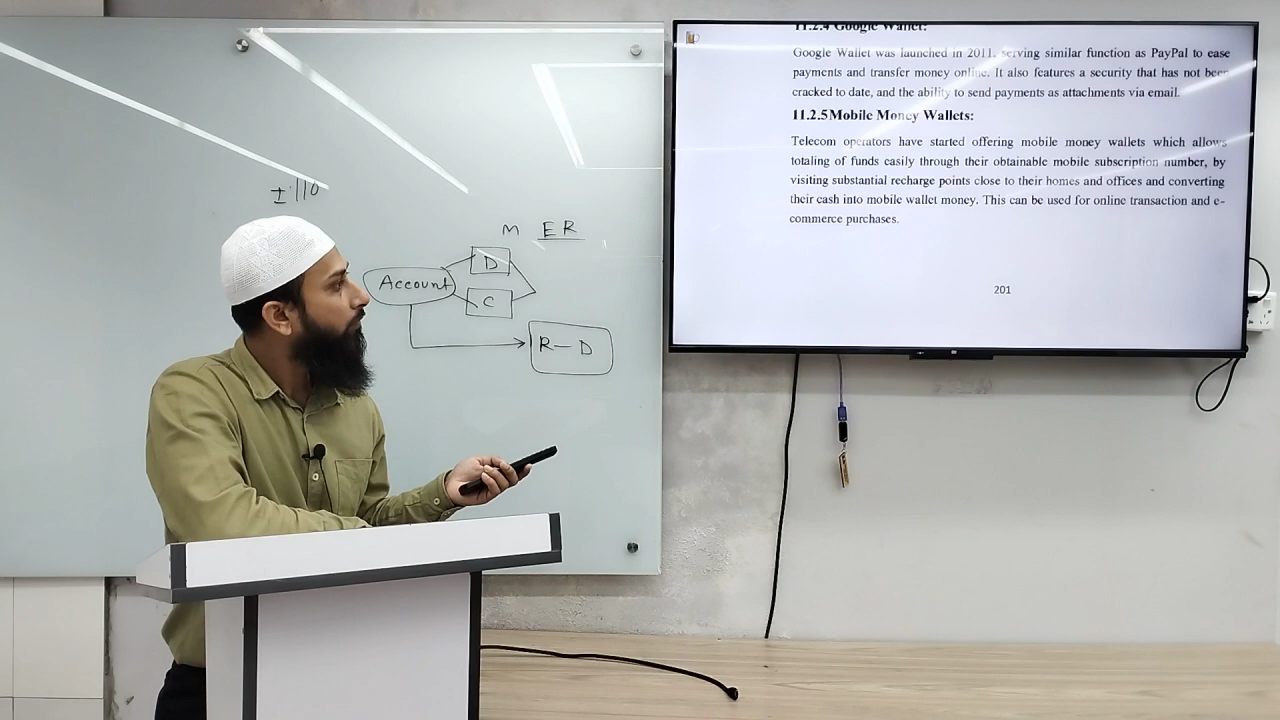 ±110
M ER
D
Account
C
R-D
11.2.4 Google Wallet:
Google Wallet was launched in 2011, serving similar function as PayPal to ease
payments and transfer money online. It also features a security that has not been
cracked to date, and the ability to send payments as attachments via email.
11.2.5Mobile Money Wallets:
Telecom operators have started offering mobile money wallets which allows
totaling of funds easily through their obtainable mobile subscription number, by
visiting substantial recharge points close to their homes and offices and converting
their cash into mobile wallet money. This can be used for online transaction and e-
commerce purchases.
201